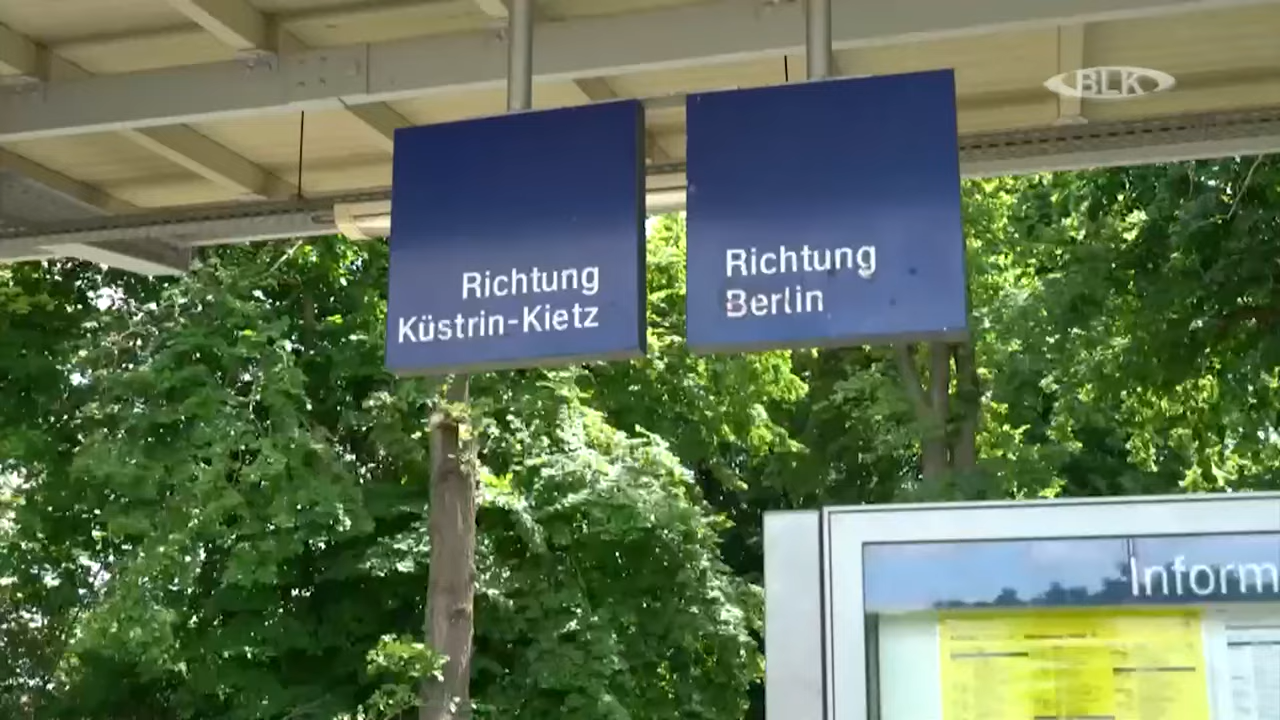 BLK
Richtung
Küstrin-Kietz
Richtung
Berlin
Inform